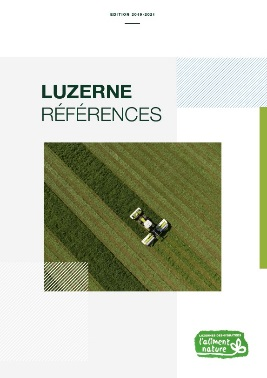 EDITION 2019-2021
LUZERNE
RÉFÉRENCES
l'aliment
nature